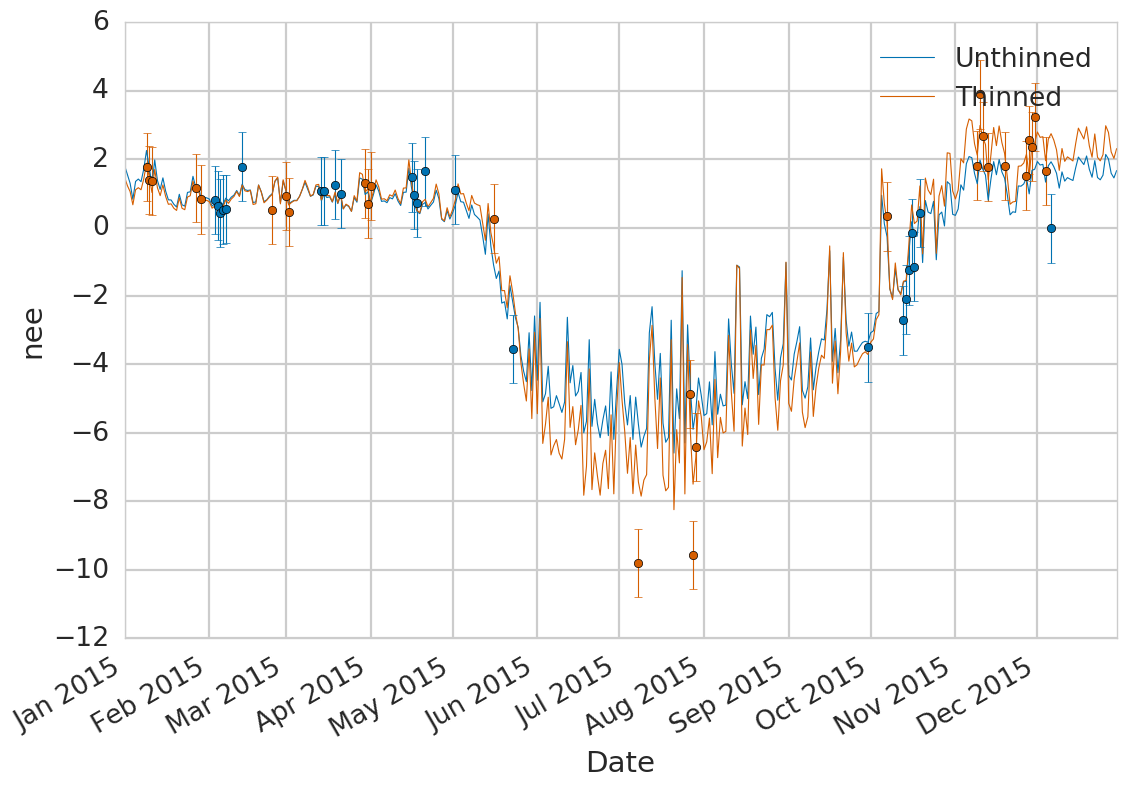 6
4
2
0
−2
−4
−6
−8
−10
−12
nee
Unthinned
Thinned
Jan 2015
Feb 2015
Mar 2015
Apr 2015
May 2015
Jun 2015
Jul 2015
Aug 2015
Sep 2015
Oct 2015
Nov 2015
Dec 2015
Date